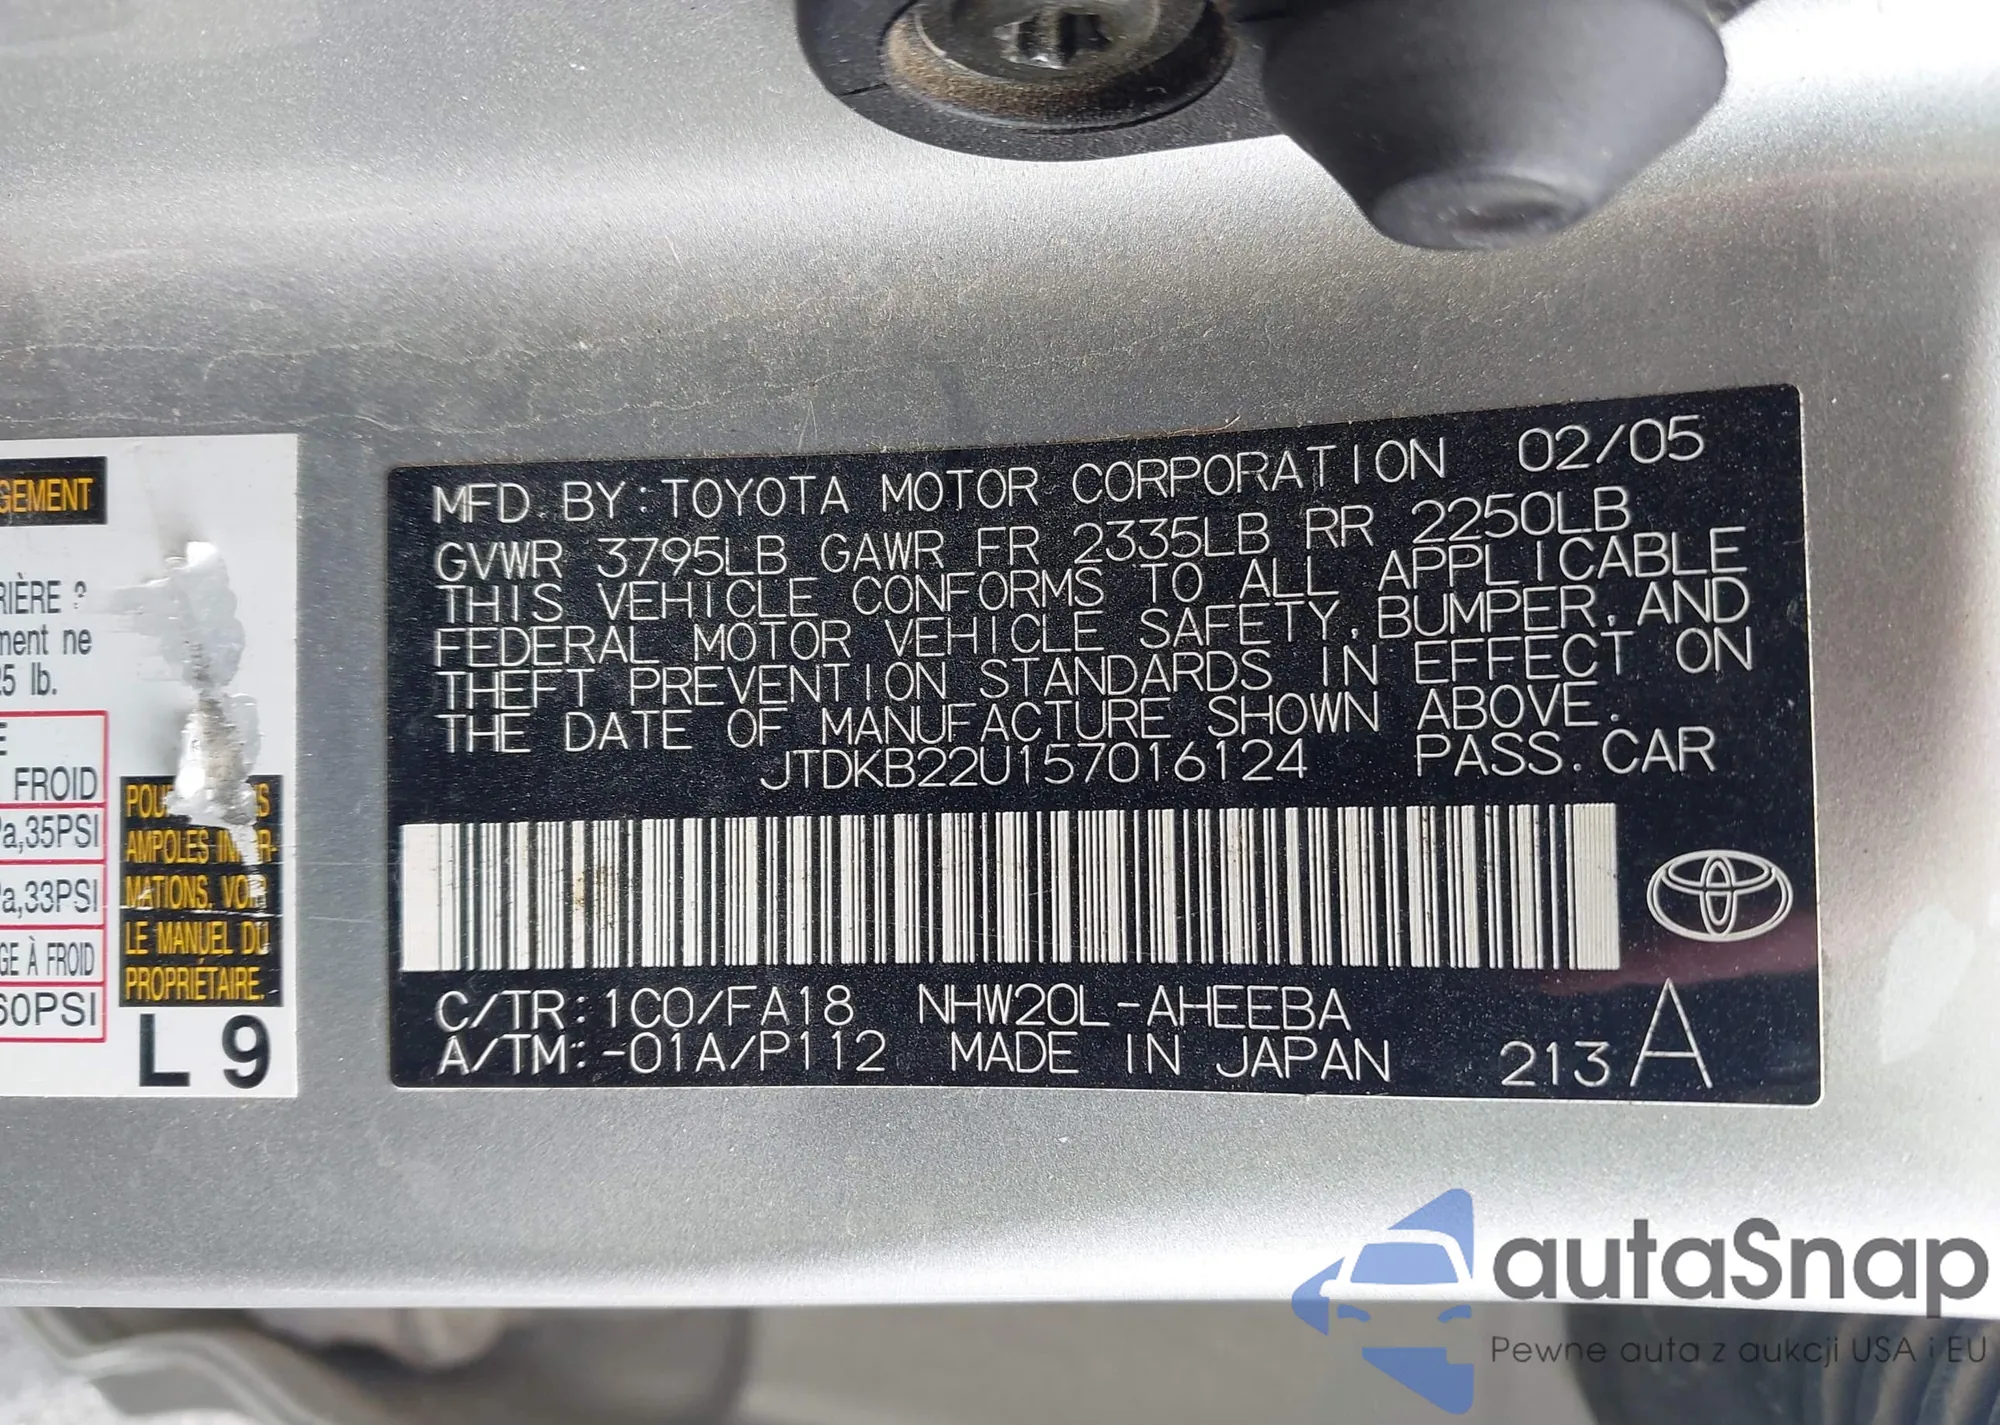 GEMENT
RIÈRE
ment ne
25 lb.
E
FROID
Pa,35PSI
Pa,33PSI
GE À FROID
60PSI
AMPOLES
MATIONS. VOIR
LE MANUEL DU
PROPRIÉTAIRE.
L 9
MFD. BY: TOYOTA MOTOR CORPORATION 02/05
GVWR 3795LB GAWR FR 2335LB RR 2250LB
THIS VEHICLE CONFORMS TO ALL APPLICABLE
FEDERAL MOTOR VEHICLE SAFETY, BUMPER, AND
THEFT PREVENTION STANDARDS IN EFFECT ON
THE DATE OF MANUFACTURE SHOWN ABOVE.
JTDKB22U157016124 PASS. CAR
C/TR: 1C0/FA18 NHW20L-AHEEBA
A/TM: -01A/P112 MADE IN JAPAN 213 A
autaSnap
Pewne auta z aukcji USA i EU